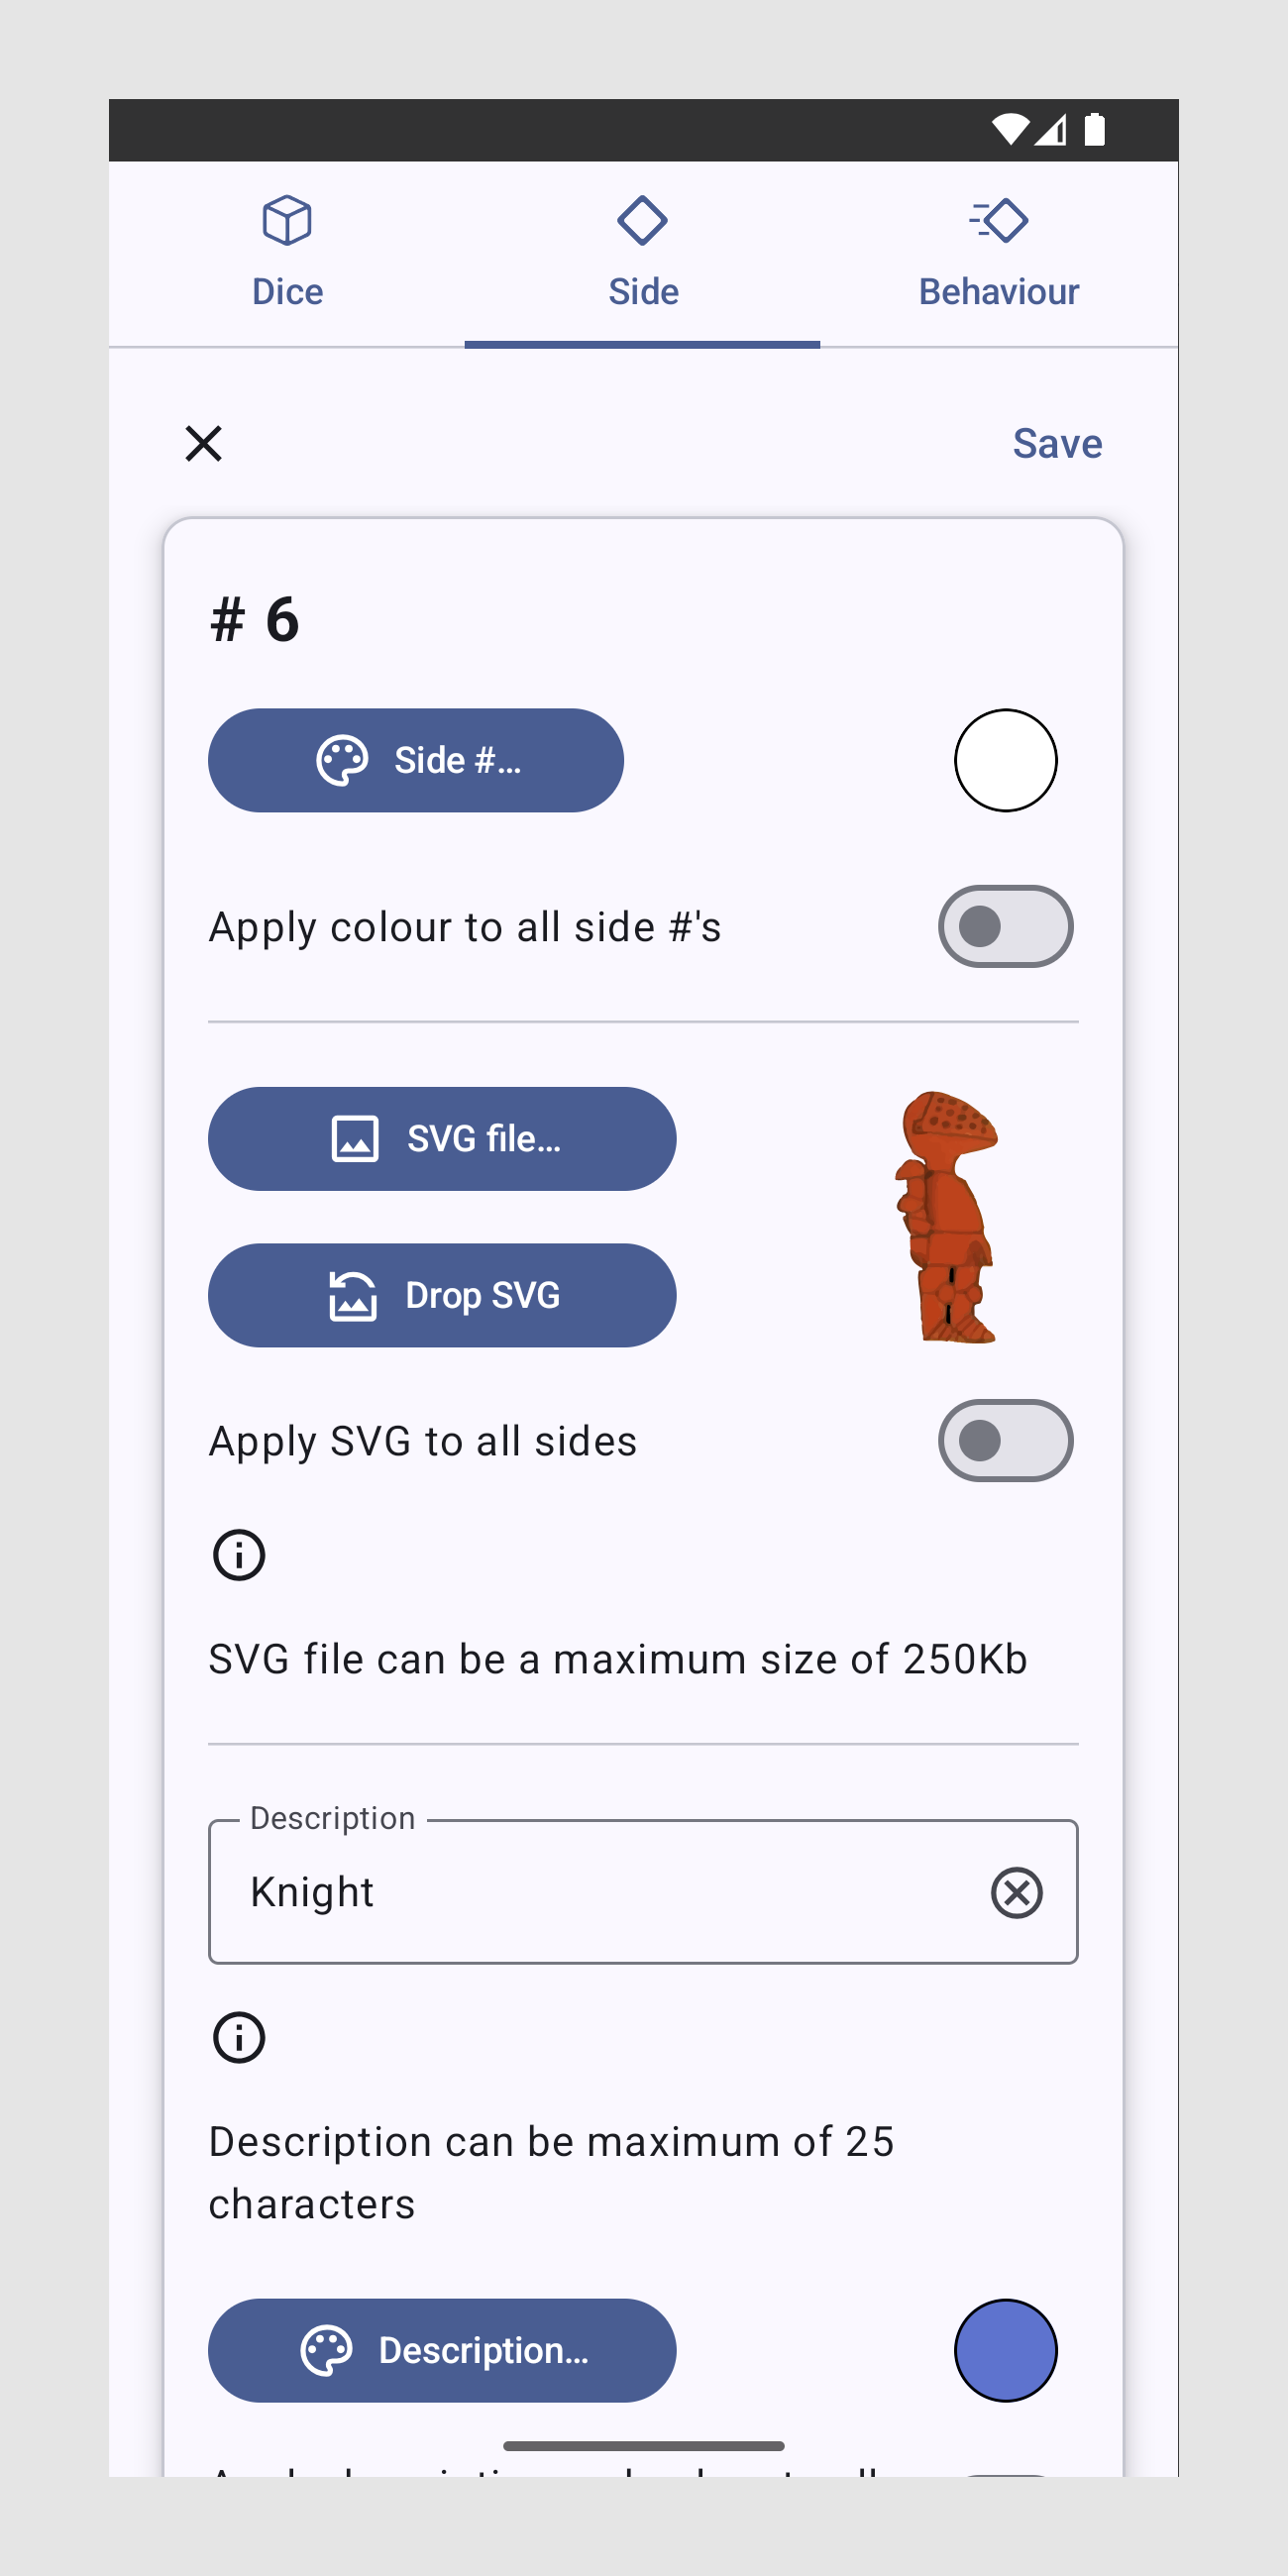 Dice
Side
Behaviour
Save
# 6
Side #...
Apply colour to all side #'s
SVG file...
Drop SVG
Apply SVG to all sides
SVG file can be a maximum size of 250Kb
Description
Knight
Description can be maximum of 25
characters
Description...